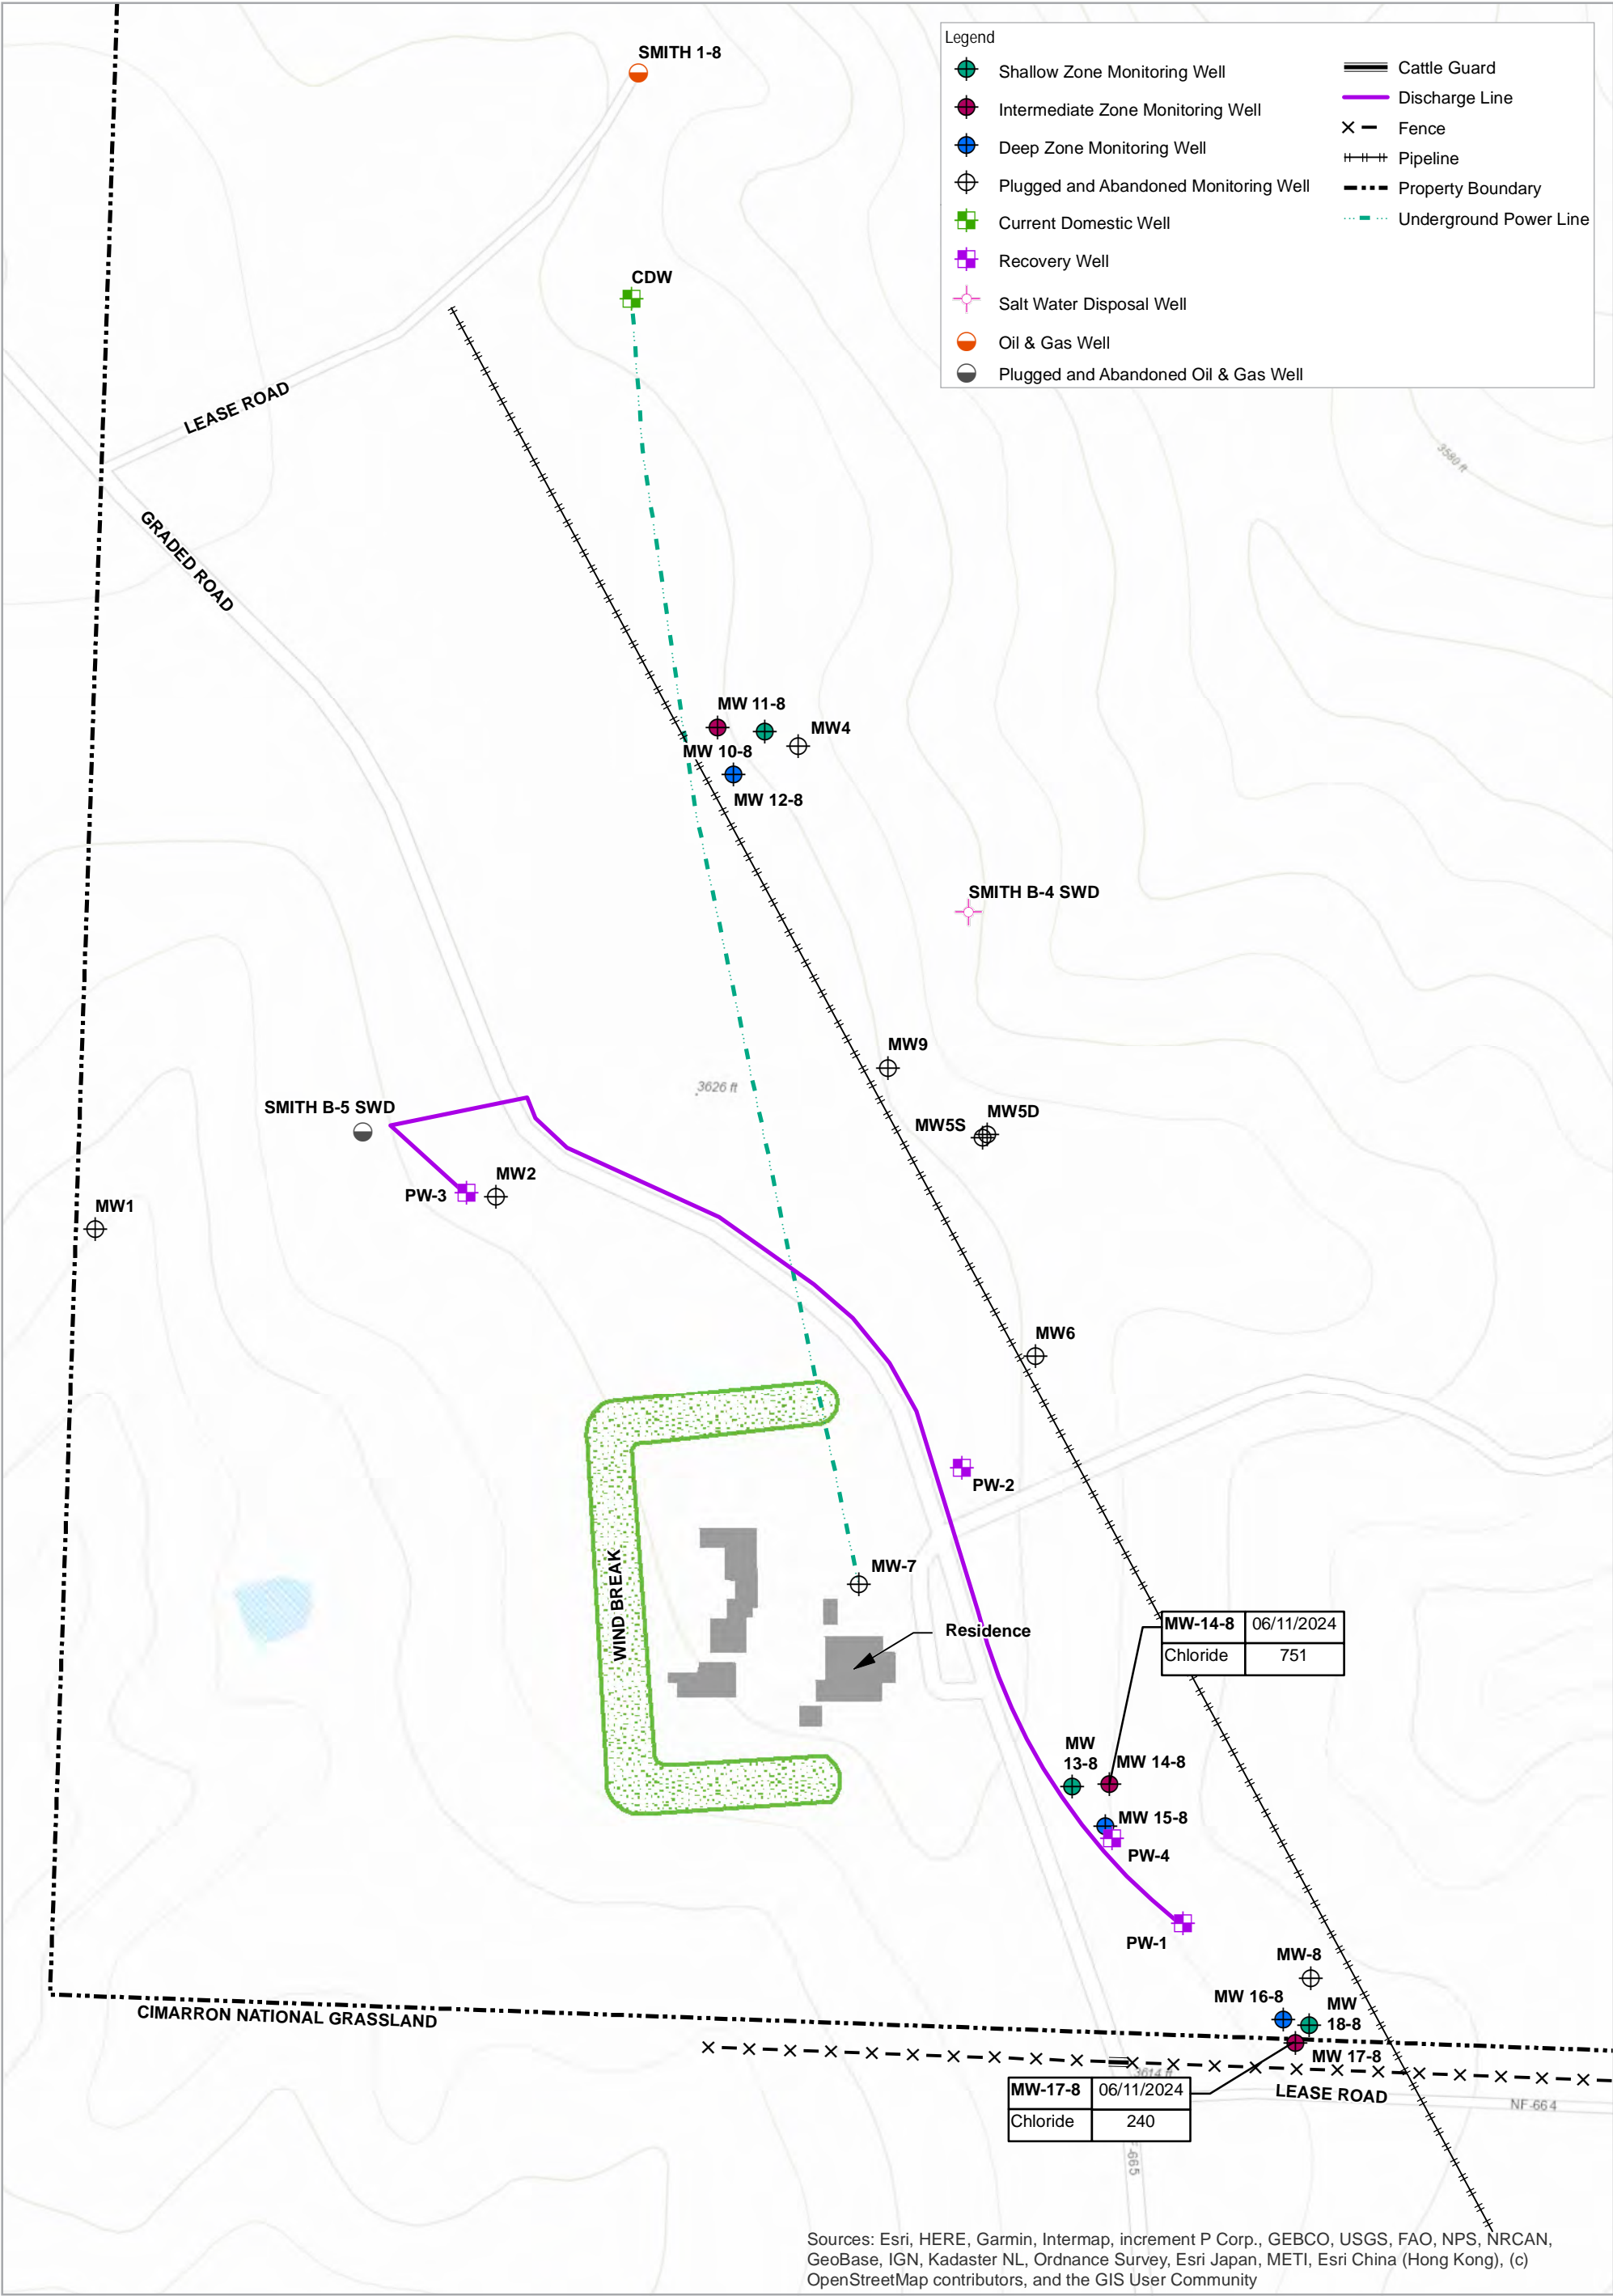 Legend
Shallow Zone Monitoring Well
Intermediate Zone Monitoring Well
Deep Zone Monitoring Well
Plugged and Abandoned Monitoring Well
Current Domestic Well
Recovery Well
Salt Water Disposal Well
Oil & Gas Well
Plugged and Abandoned Oil & Gas Well
Cattle Guard
Discharge Line
Fence
Pipeline
Property Boundary
Underground Power Line
SMITH 1-8
CDW
LEASE ROAD
3580 ft
GRADED ROAD
MW 11-8
MW4
MW 10-8
MW 12-8
SMITH B-4 SWD
MW9
3626 ft
SMITH B-5 SWD
MW5D
MW5S
MW2
PW-3
MW1
MW6
PW-2
WIND BREAK
MW-7
Residence
MW-14-8 06/11/2024
Chloride 751
MW
13-8
MW 14-8
MW 15-8
PW-4
PW-1
MW-8
MW 16-8
MW
18-8
CIMARRON NATIONAL GRASSLAND
MW 17-8
3614 ft
MW-17-8 06/11/2024
Chloride 240
LEASE ROAD
NF-664
-665
Sources: Esri, HERE, Garmin, Intermap, increment P Corp., GEBCO, USGS, FAO, NPS, NRCAN,
GeoBase, IGN, Kadaster NL, Ordnance Survey, Esri Japan, METI, Esri China (Hong Kong), (c)
OpenStreetMap contributors, and the GIS User Community